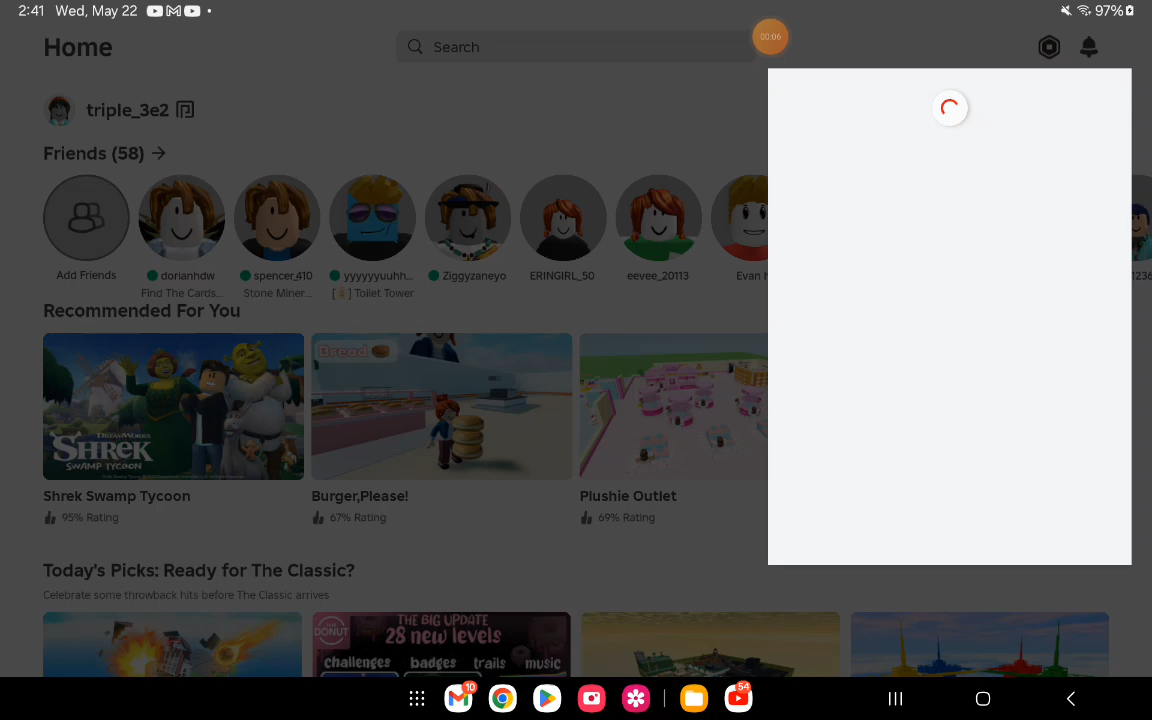 2:41 Wed, May 22
97%
Home
Search
00:06
triple_3e2
Friends (58) →
Add Friends
dorianhdw
Find The Cards...
spencer_410
Stone Miner...
yyyyyyuuhh...
Toilet Tower
Ziggyzaneyo
ERINGIRL_50
eevee_20113
Evan
1236
Recommended For You
DREAMWORKS
SHREK
SWAMP TYCOON
Bread
Shrek Swamp Tycoon
95% Rating
Burger,Please!
67% Rating
Plushie Outlet
69% Rating
Today's Picks: Ready for The Classic?
Celebrate some throwback hits before The Classic arrives
THE
DONUT
THE BIG UPDATE
28 new levels
challenges badges trails music
10
54